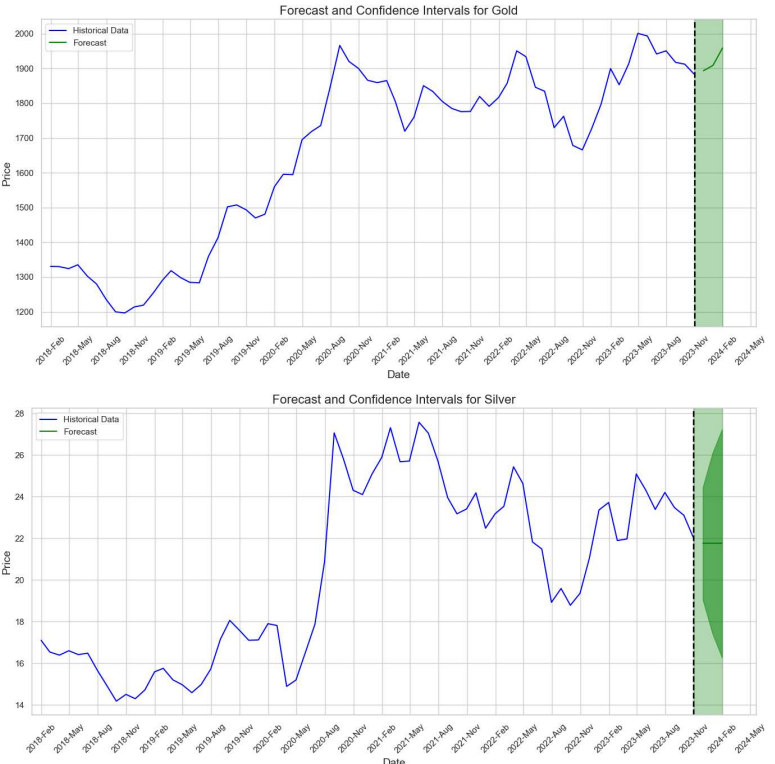 Forecast and Confidence Intervals for Gold
Historical Data
Forecast
2000
1900
1800
1700
1600
1500
1400
1300
1200
Price
2018-Feb 2018-May 2018-Aug 2018-Nov 2019-Feb 2019-May 2019-Aug 2019-Nov 2020-Feb 2020-May 2020-Aug 2020-Nov 2021-Feb 2021-May 2021-Aug 2021-Nov 2022-Feb 2022-May 2022-Aug 2022-Nov 2023-Feb 2023-May 2023-Aug 2023-Nov 2024-Feb 2024-May
Date
Forecast and Confidence Intervals for Silver
Historical Data
Forecast
28
26
24
22
20
18
16
14
Price
2018-Feb 2018-May 2018-Aug 2018-Nov 2019-Feb 2019-May 2019-Aug 2019-Nov 2020-Feb 2020-May 2020-Aug 2020-Nov 2021-Feb 2021-May 2021-Aug 2021-Nov 2022-Feb 2022-May 2022-Aug 2022-Nov 2023-Feb 2023-May 2023-Aug 2023-Nov 2024-Feb 2024-May
Date